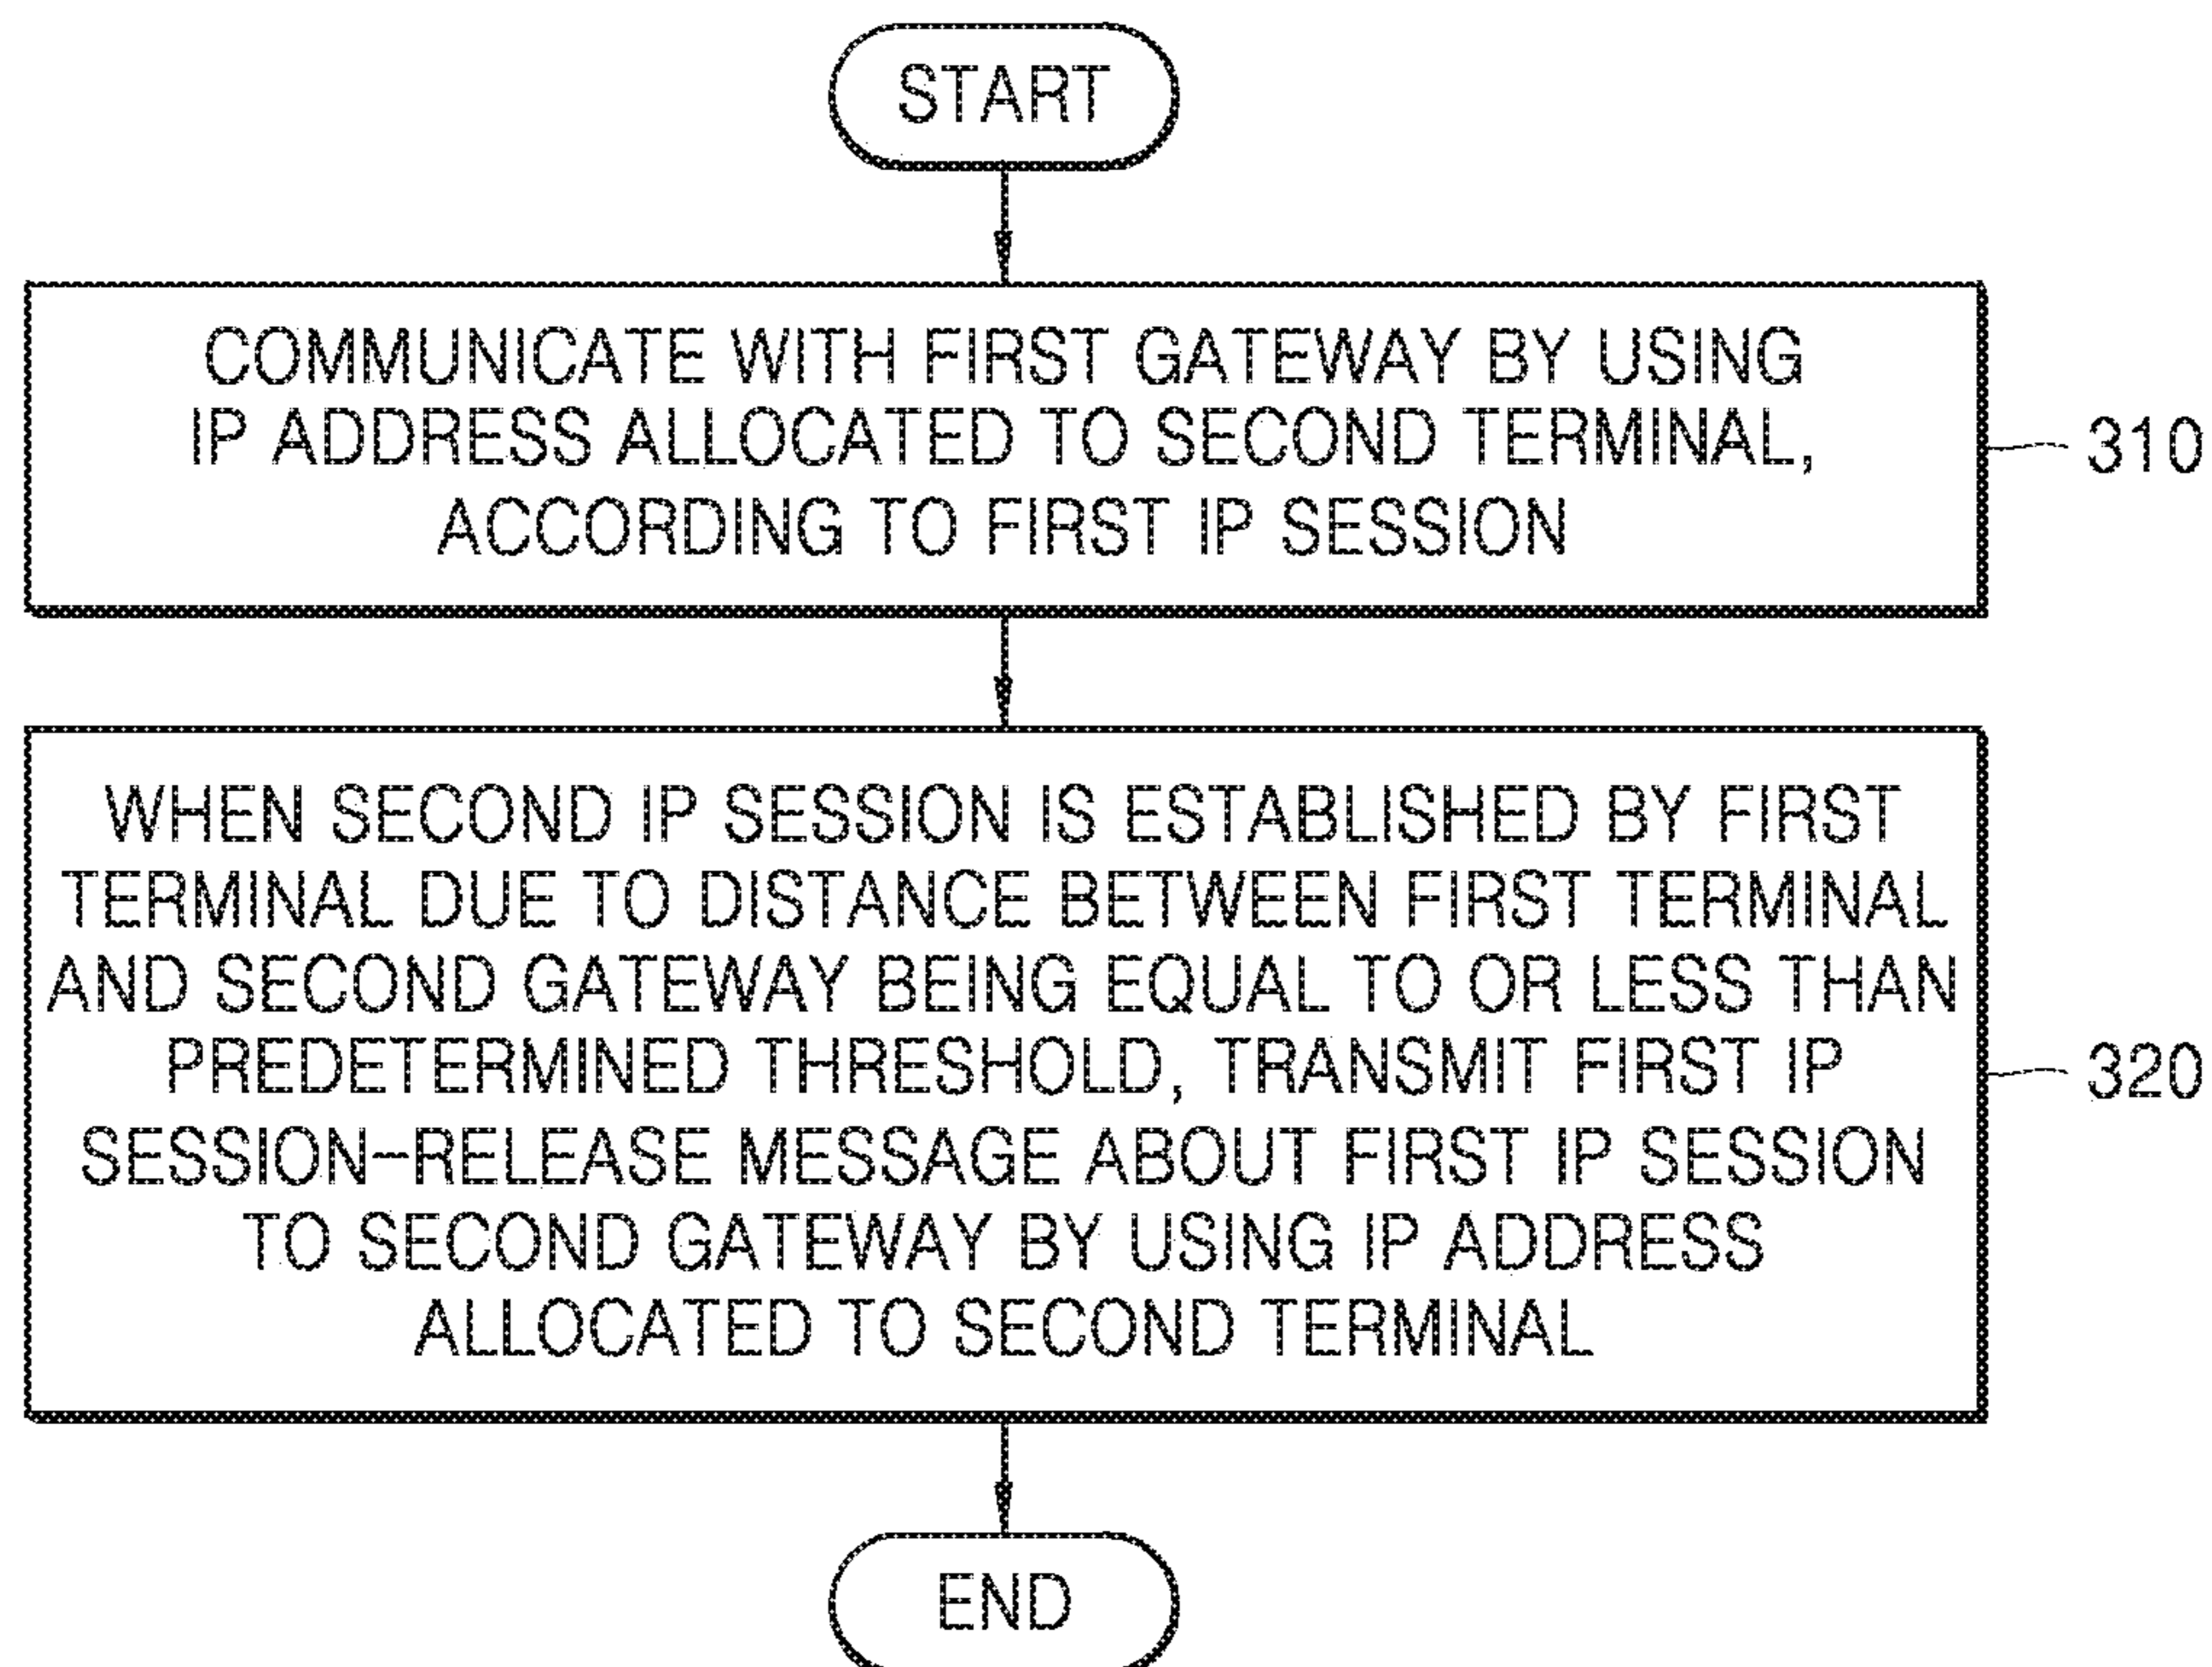 START
COMMUNICATE WITH FIRST GATEWAY BY USING
IP ADDRESS ALLOCATED TO SECOND TERMINAL,
ACCORDING TO FIRST IP SESSION
310
WHEN SECOND IP SESSION IS ESTABLISHED BY FIRST
TERMINAL DUE TO DISTANCE BETWEEN FIRST TERMINAL
AND SECOND GATEWAY BEING EQUAL TO OR LESS THAN
PREDETERMINED THRESHOLD, TRANSMIT FIRST IP
SESSION-RELEASE MESSAGE ABOUT FIRST IP SESSION
TO SECOND GATEWAY BY USING IP ADDRESS
ALLOCATED TO SECOND TERMINAL
320
END